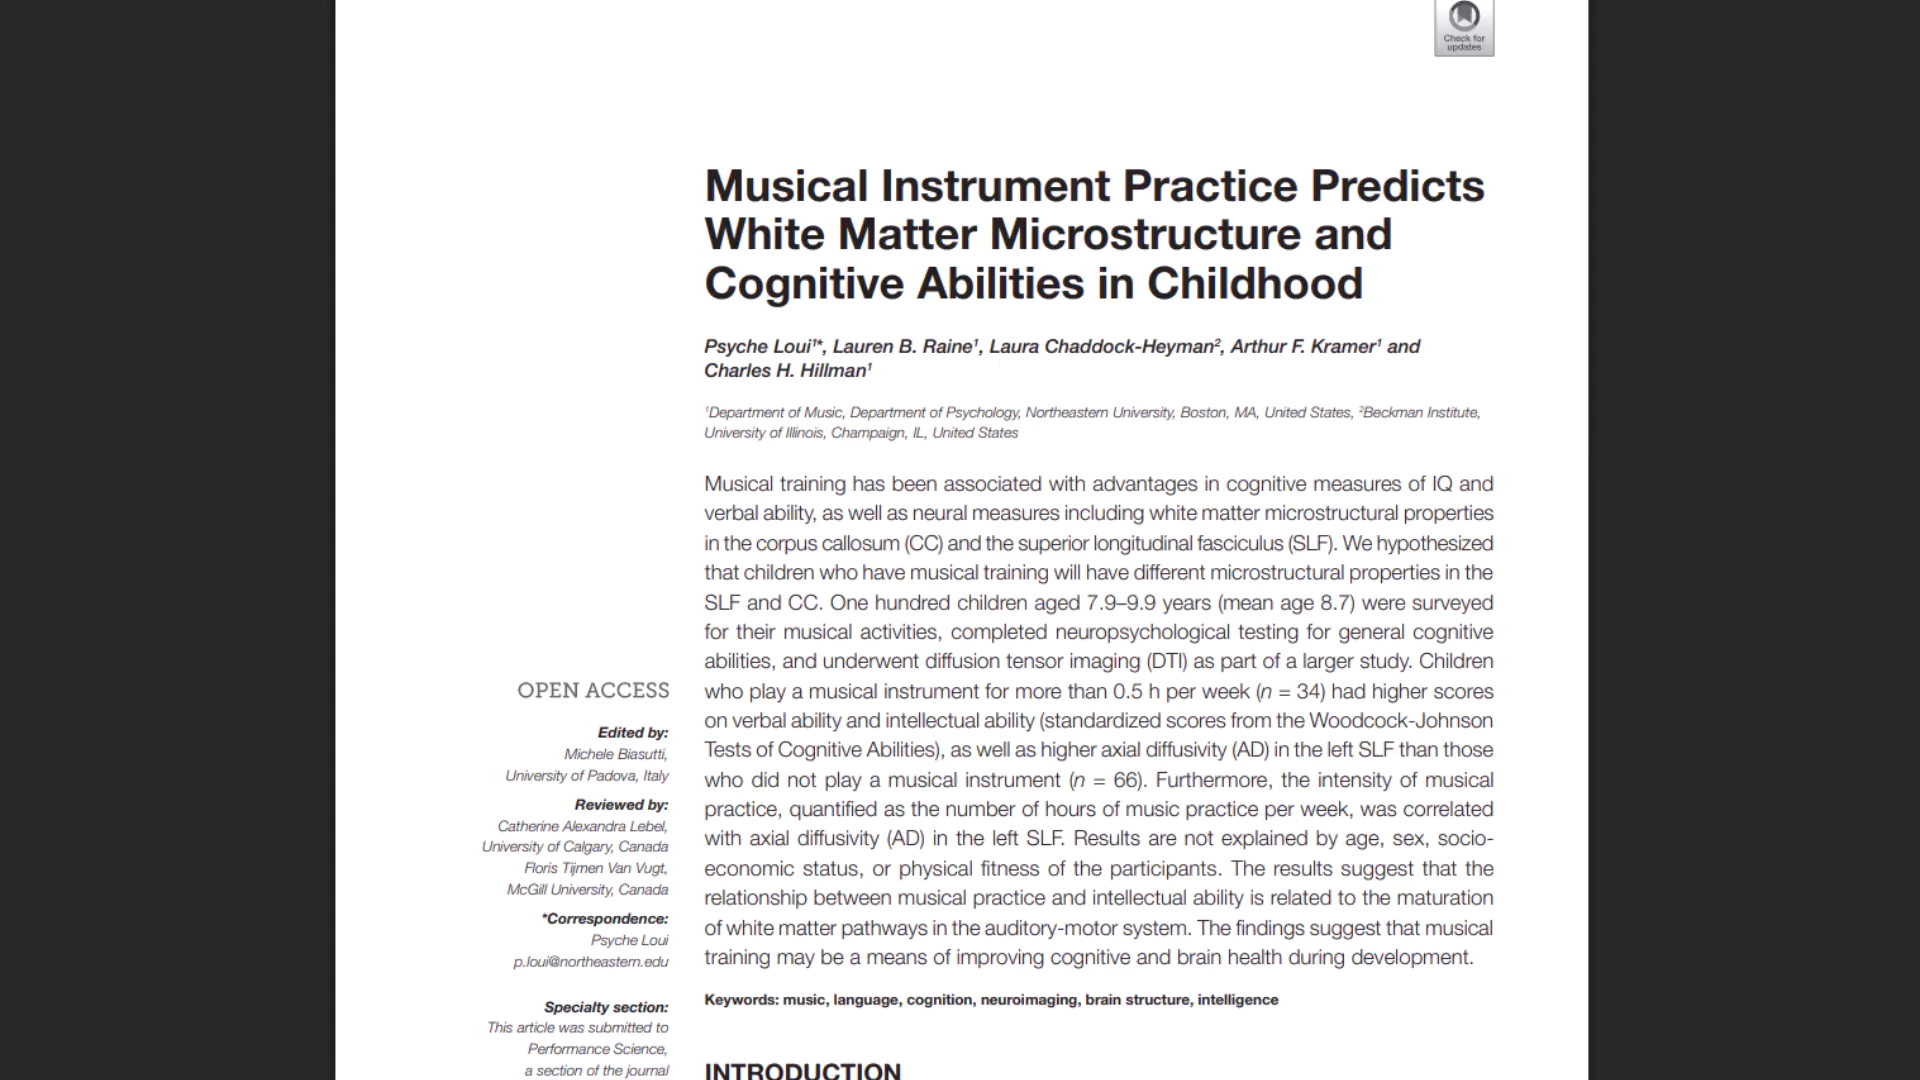 Check for
updates
Musical Instrument Practice Predicts
White Matter Microstructure and
Cognitive Abilities in Childhood
Psyche Loui¹*, Lauren B. Raine¹, Laura Chaddock-Heyman², Arthur F. Kramer¹ and
Charles H. Hillman¹
¹Department of Music, Department of Psychology, Northeastern University, Boston, MA, United States, ²Beckman Institute,
University of Illinois, Champaign, IL, United States
Musical training has been associated with advantages in cognitive measures of IQ and
verbal ability, as well as neural measures including white matter microstructural properties
in the corpus callosum (CC) and the superior longitudinal fasciculus (SLF). We hypothesized
that children who have musical training will have different microstructural properties in the
SLF and CC. One hundred children aged 7.9–9.9 years (mean age 8.7) were surveyed
for their musical activities, completed neuropsychological testing for general cognitive
abilities, and underwent diffusion tensor imaging (DTI) as part of a larger study. Children
who play a musical instrument for more than 0.5 h per week (n = 34) had higher scores
on verbal ability and intellectual ability (standardized scores from the Woodcock-Johnson
Tests of Cognitive Abilities), as well as higher axial diffusivity (AD) in the left SLF than those
who did not play a musical instrument (n = 66). Furthermore, the intensity of musical
practice, quantified as the number of hours of music practice per week, was correlated
with axial diffusivity (AD) in the left SLF. Results are not explained by age, sex, socio-
economic status, or physical fitness of the participants. The results suggest that the
relationship between musical practice and intellectual ability is related to the maturation
of white matter pathways in the auditory-motor system. The findings suggest that musical
training may be a means of improving cognitive and brain health during development.
Keywords: music, language, cognition, neuroimaging, brain structure, intelligence
INTRODUCTION
OPEN ACCESS
Edited by:
Michele Biasutti,
University of Padova, Italy
Reviewed by:
Catherine Alexandra Lebel,
University of Calgary, Canada
Floris Tijmen Van Vugt,
McGill University, Canada
*Correspondence:
Psyche Loui
p.loui@northeastern.edu
Specialty section:
This article was submitted to
Performance Science,
a section of the journal